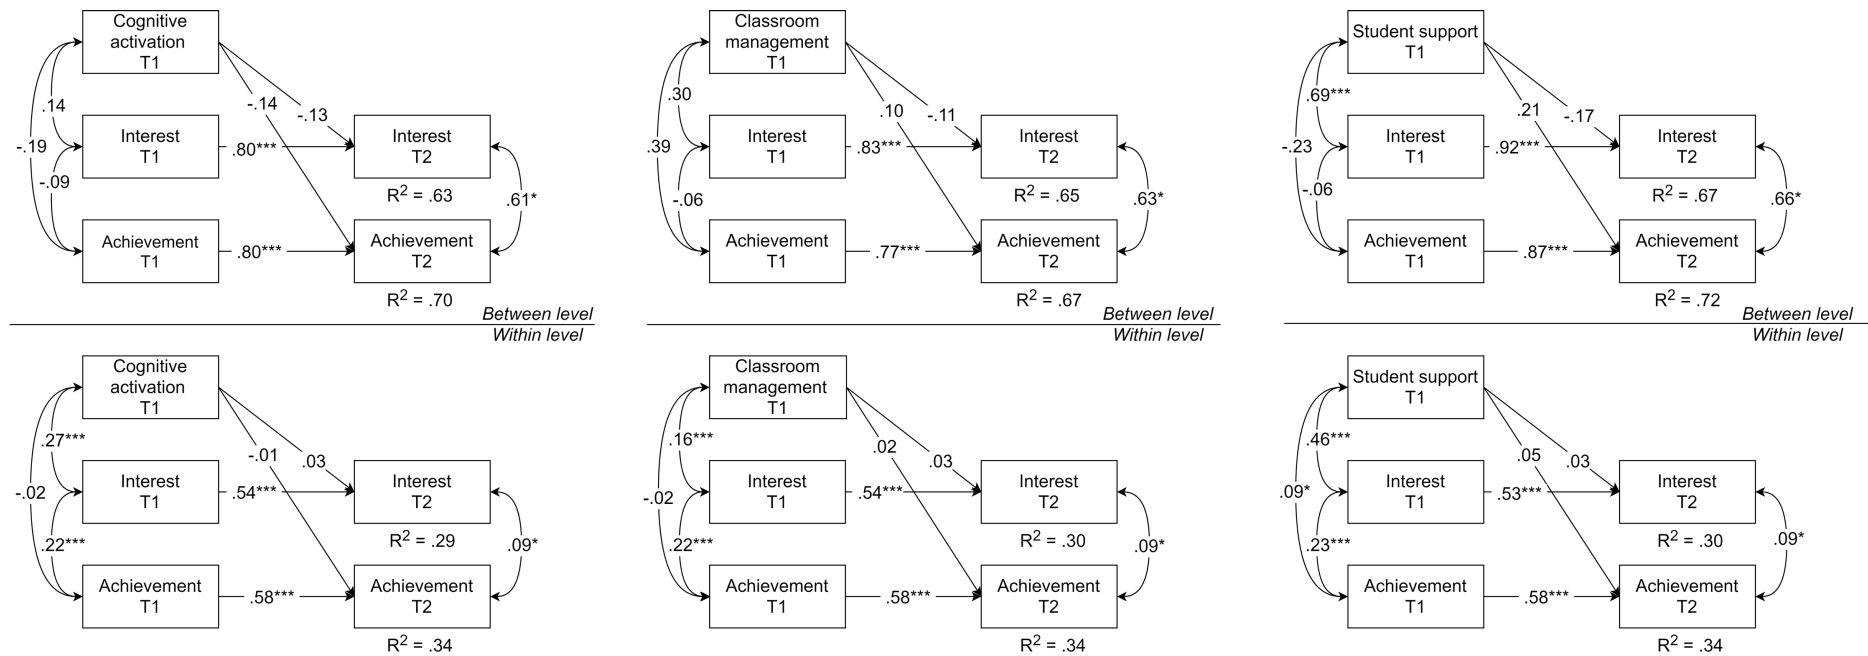 Cognitive
activation
T1
.14
-.19
-.09
-.14
-.13
Interest
T1
.80***
Interest
T2
R2 = .63
.61*
Achievement
T1
.80***
Achievement
T2
R2 = .70
Between level
Within level
Cognitive
activation
T1
.27***
-.02
.22***
-.01
.03
Interest
T1
.54***
Interest
T2
R2 = .29
.09*
Achievement
T1
.58***
Achievement
T2
R2 = .34
Classroom
management
T1
.30
.39
-.06
.10
-.11
Interest
T1
.83***
Interest
T2
R2 = .65
.63*
Achievement
T1
.77***
Achievement
T2
R2 = .67
Between level
Within level
Classroom
management
T1
.16***
-.02
.22***
.02
.03
Interest
T1
.54***
Interest
T2
R2 = .30
.09*
Achievement
T1
.58***
Achievement
T2
R2 = .34
Student support
T1
.69***
-.23
-.06
.21
-.17
Interest
T1
.92***
Interest
T2
R2 = .67
.66*
Achievement
T1
.87***
Achievement
T2
R2 = .72
Between level
Within level
Student support
T1
.46***
.09*
.23***
.05
.03
Interest
T1
.53***
Interest
T2
R2 = .30
.09*
Achievement
T1
.58***
Achievement
T2
R2 = .34